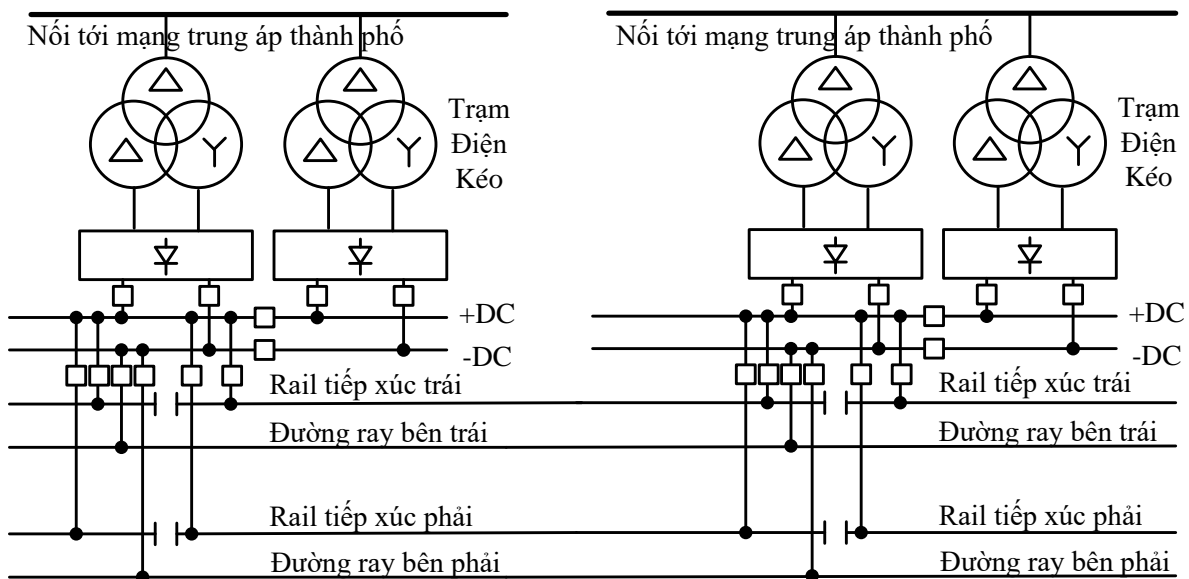 Nối tới mạng trung áp thành phố
Trạm
Điện
Kéo
+DC
-DC
Rail tiếp xúc trái
Đường ray bên trái
Rail tiếp xúc phải
Đường ray bên phải
Nối tới mạng trung áp thành phố
Trạm
Điện
Kéo
+DC
-DC
Rail tiếp xúc trái
Đường ray bên trái
Rail tiếp xúc phải
Đường ray bên phải